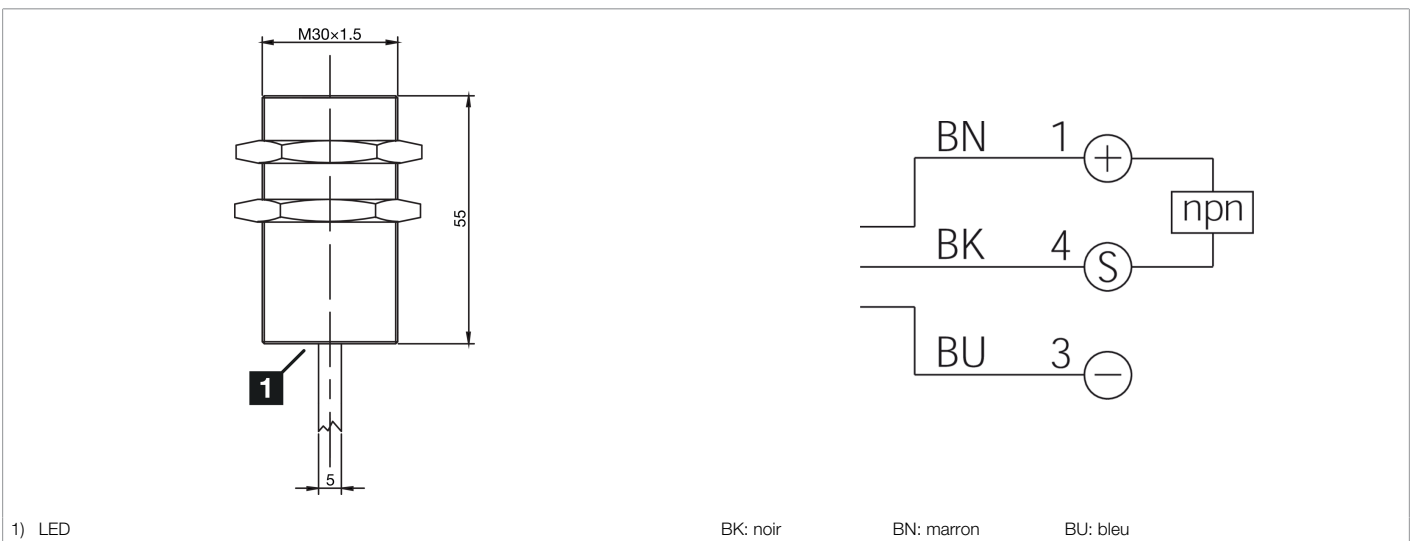 M30×1.5
55
1
5
BN 1 +
npn
BK 4 S
BU 3 −
1) LED
BK: noir BN: marron BU: bleu